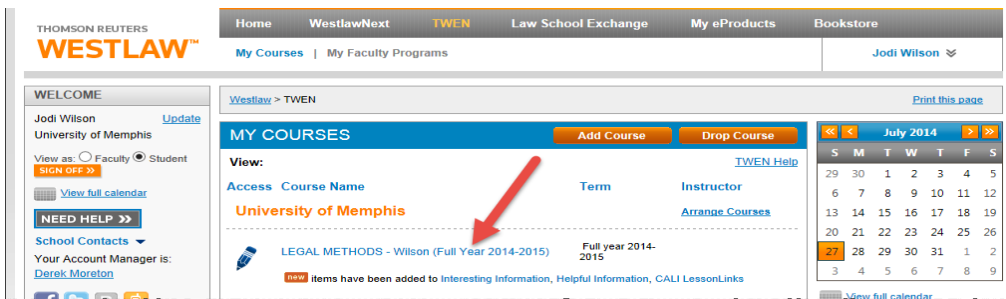 THOMSON REUTERS
WESTLAW™
Home WestlawNext TWEN Law School Exchange My eProducts Bookstore
My Courses | My Faculty Programs
Jodi Wilson
WELCOME
Jodi Wilson Update
University of Memphis
View as: Faculty Student
SIGN OFF >>
View full calendar
NEED HELP >>
School Contacts
Your Account Manager is:
Derek Moreton
Westlaw > TWEN
Print this page
MY COURSES
Add Course
Drop Course
View:
TWEN Help
Access Course Name Term Instructor
University of Memphis
Arrange Courses
LEGAL METHODS - Wilson (Full Year 2014-2015)
Full year 2014-
2015
new items have been added to Interesting Information, Helpful Information, CALI LessonLinks
<< < July 2014 > >>
S M T W T F S
29 30 1 2 3 4 5
6 7 8 9 10 11 12
13 14 15 16 17 18 19
20 21 22 23 24 25 26
27 28 29 30 31 1 2
3 4 5 6 7 8 9
View full calendar